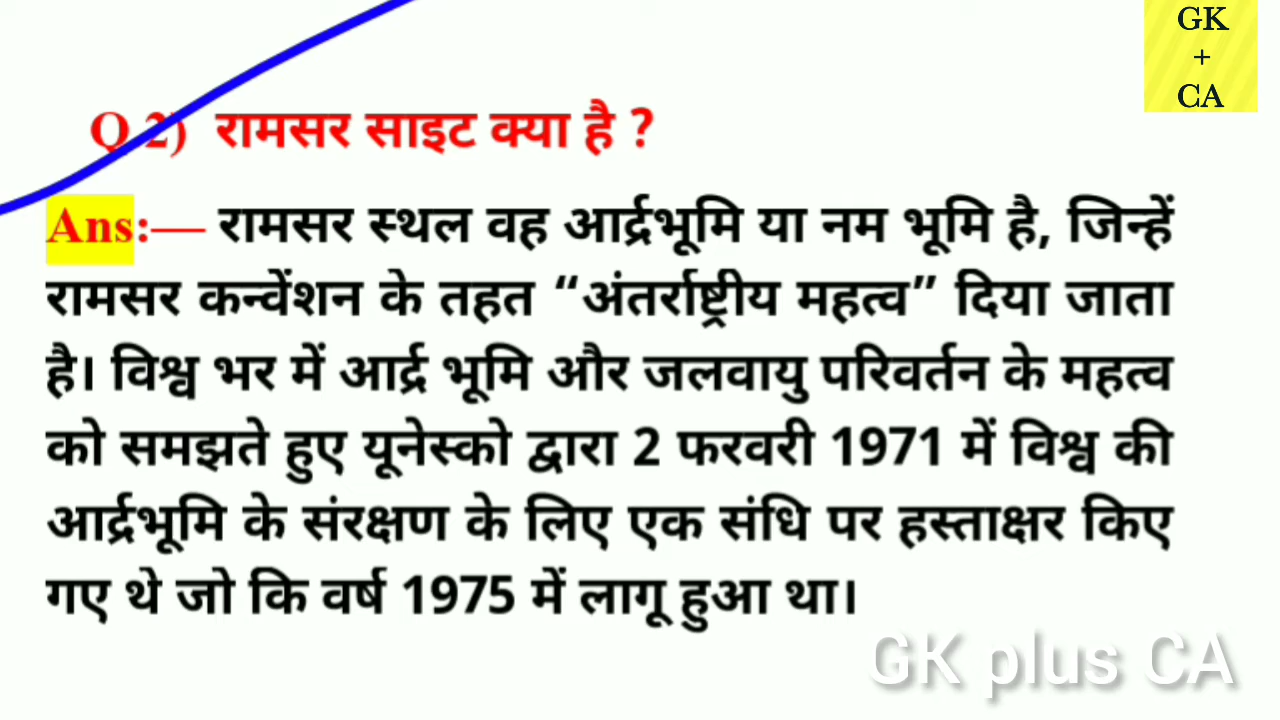 GK
+
CA
Q 2) रामसर साइट क्या है ?
Ans:— रामसर स्थल वह आर्द्रभूमि या नम भूमि है, जिन्हें
रामसर कन्वेंशन के तहत “अंतर्राष्ट्रीय महत्व” दिया जाता
है। विश्व भर में आर्द्र भूमि और जलवायु परिवर्तन के महत्व
को समझते हुए यूनेस्को द्वारा 2 फरवरी 1971 में विश्व की
आर्द्रभूमि के संरक्षण के लिए एक संधि पर हस्ताक्षर किए
गए थे जो कि वर्ष 1975 में लागू हुआ था।
GK plus CA